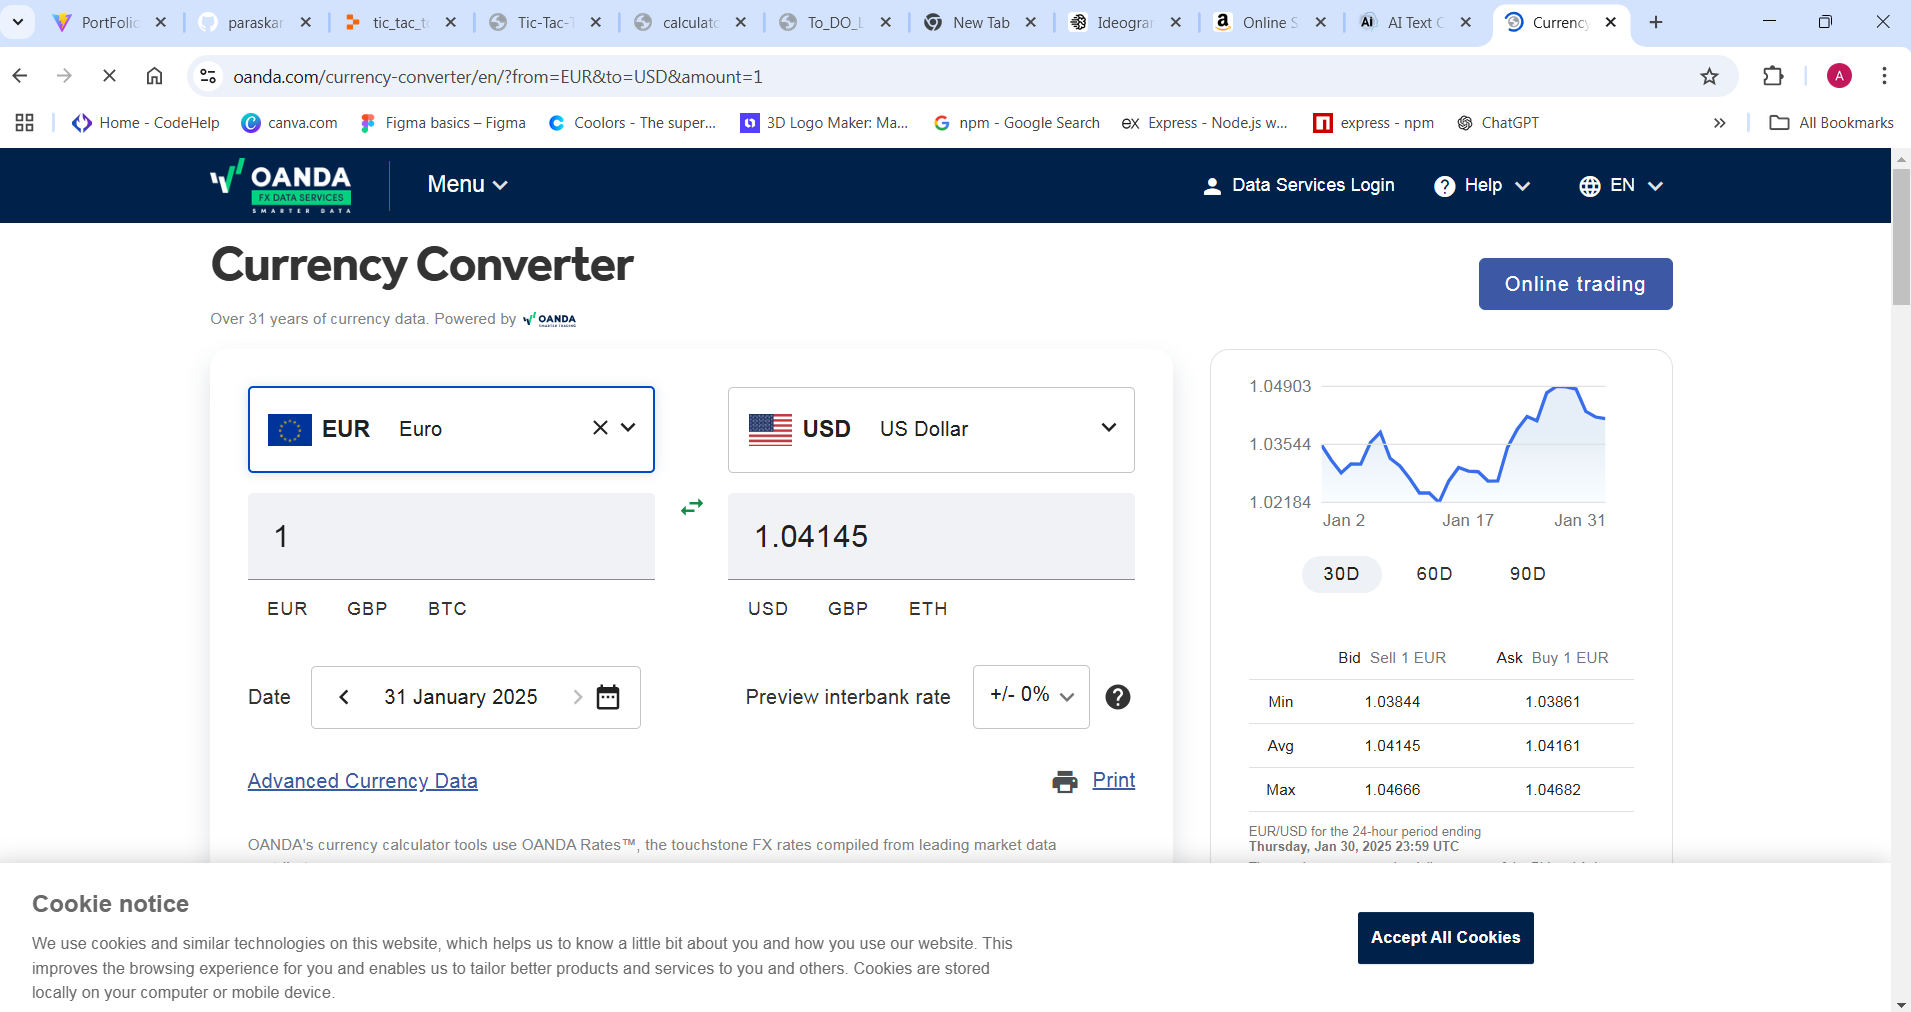 PortFolio
paraskar
tic_tac_to
Tic-Tac-T
calculato
To_DO_L
New Tab
Ideogram
Online S
AI Text C
Currency
oanda.com/currency-converter/en/?from=EUR&to=USD&amount=1
A
Home - CodeHelp
canva.com
Figma basics – Figma
Coolors - The super...
3D Logo Maker: Ma...
npm - Google Search
ex Express - Node.js w...
express - npm
ChatGPT
All Bookmarks
OANDA
FX DATA SERVICES
SMARTER DATA
Menu
Data Services Login
Help
EN
Currency Converter
Online trading
Over 31 years of currency data. Powered by OANDA
EUR Euro
USD US Dollar
1
1.04145
EUR GBP BTC
USD GBP ETH
Date 31 January 2025
Preview interbank rate +/- 0%
Advanced Currency Data
Print
OANDA's currency calculator tools use OANDA Rates™, the touchstone FX rates compiled from leading market data
1.04903
1.03544
1.02184
Jan 2 Jan 17 Jan 31
30D 60D 90D
Bid Sell 1 EUR Ask Buy 1 EUR
Min 1.03844 1.03861
Avg 1.04145 1.04161
Max 1.04666 1.04682
EUR/USD for the 24-hour period ending
Thursday, Jan 30, 2025 23:59 UTC
Cookie notice
We use cookies and similar technologies on this website, which helps us to know a little bit about you and how you use our website. This
improves the browsing experience for you and enables us to tailor better products and services to you and others. Cookies are stored
locally on your computer or mobile device.
Accept All Cookies